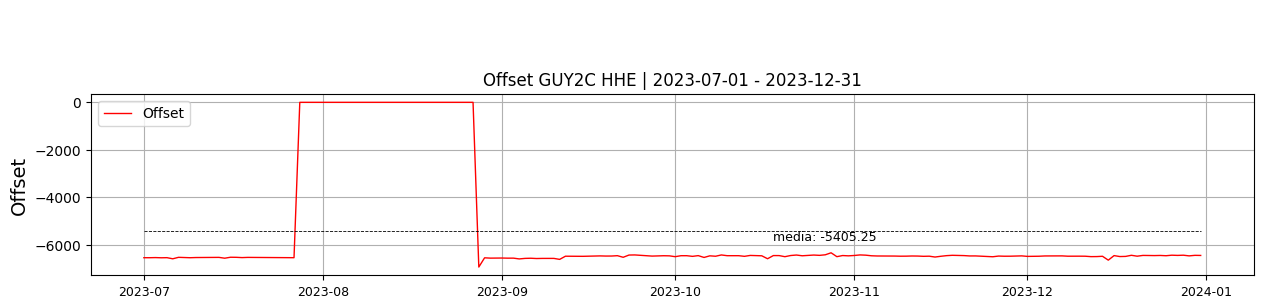 Offset GUY2C HHE | 2023-07-01 - 2023-12-31
Offset
0
−2000
−4000
−6000
Offset
media: -5405.25
2023-07
2023-08
2023-09
2023-10
2023-11
2023-12
2024-01